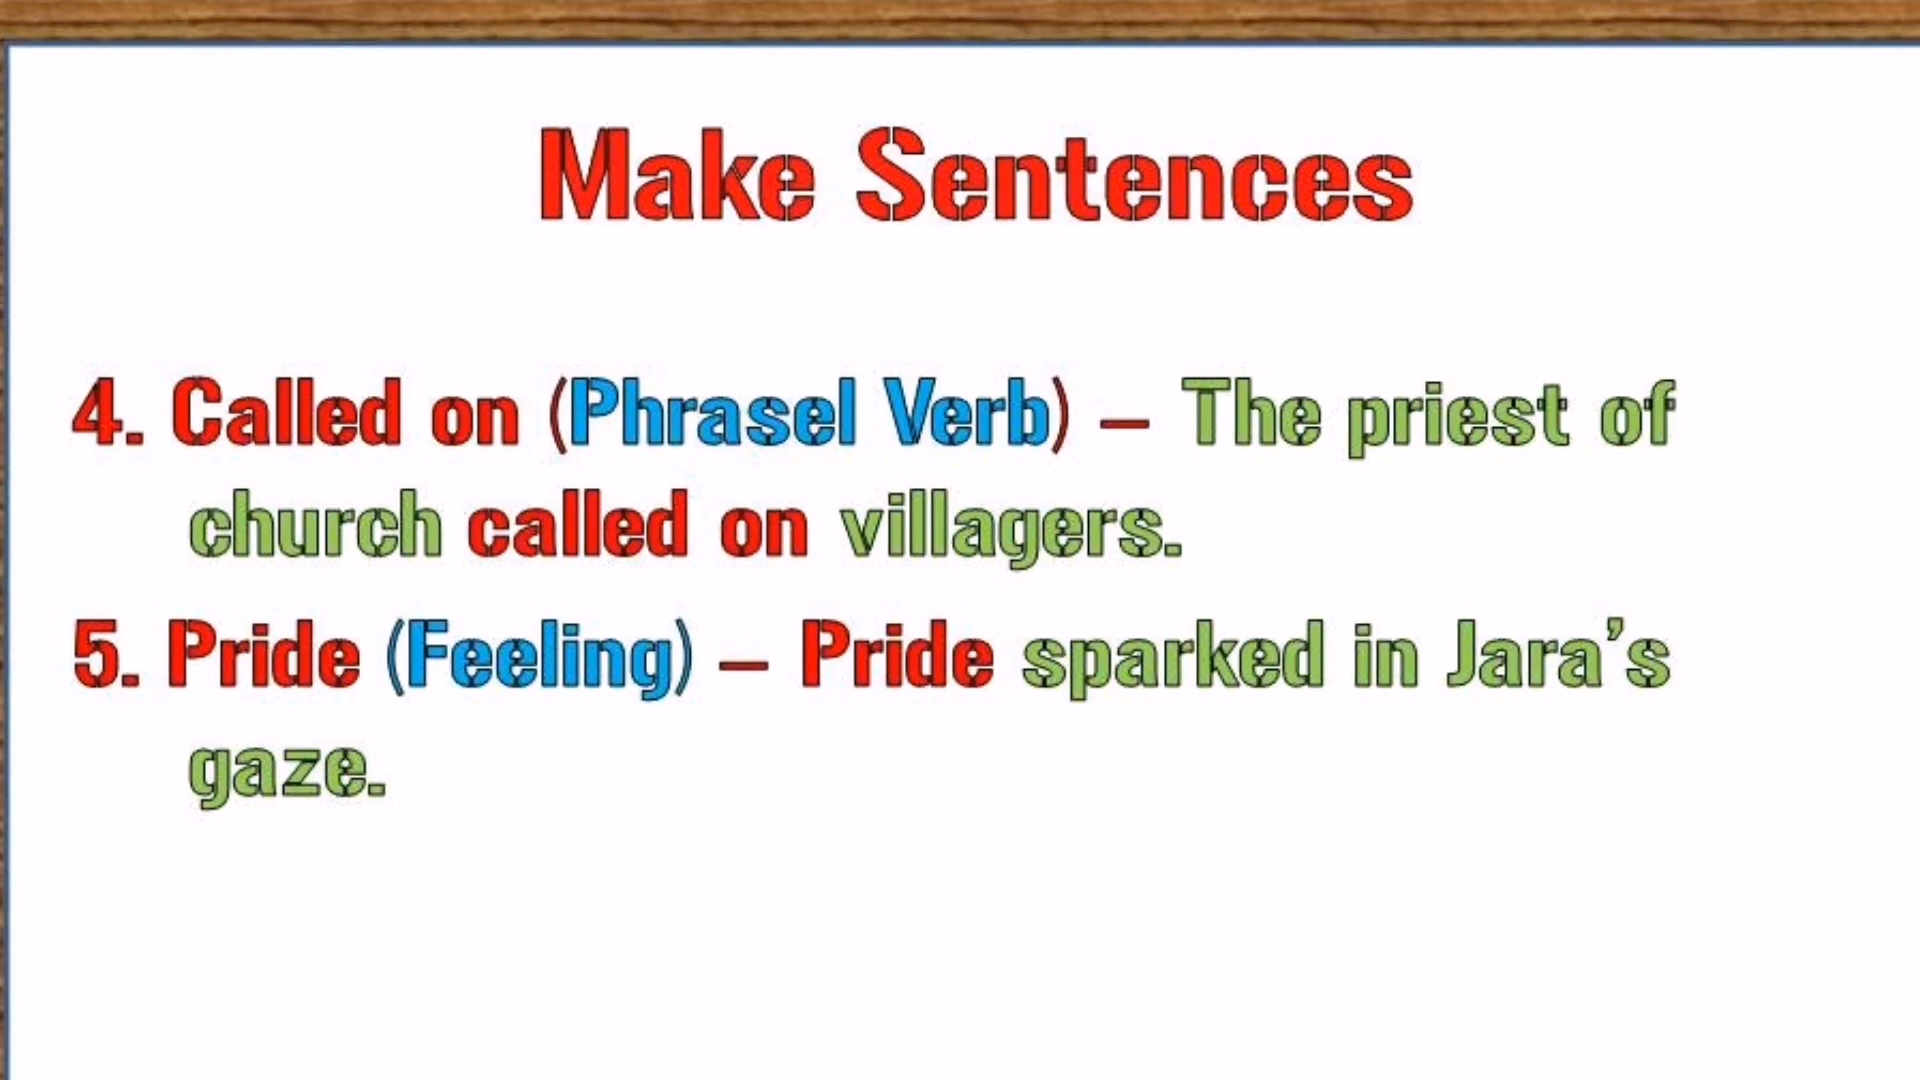 Make Sentences
4. Called on (Phrasel Verb) – The priest of
church called on villagers.
5. Pride (Feeling) – Pride sparked in Jara’s
gaze.